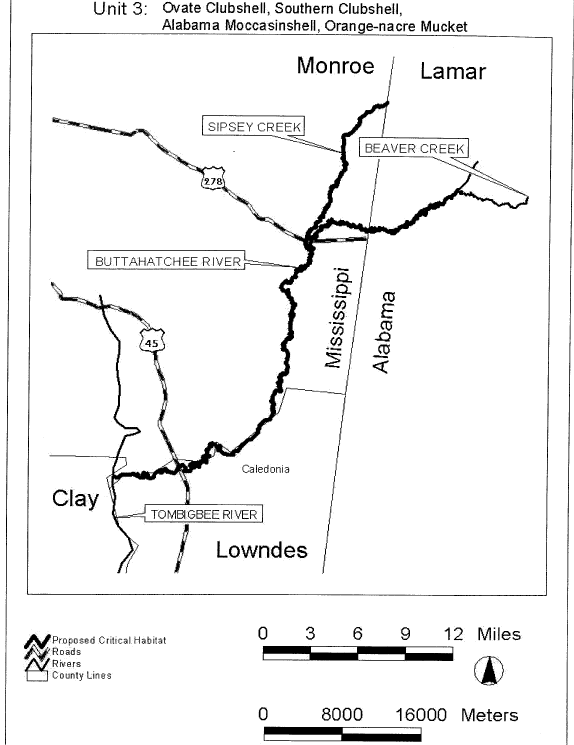 Unit 3: Ovate Clubshell, Southern Clubshell,
Alabama Moccasinshell, Orange-nacre Mucket
Monroe Lamar
SIPSEY CREEK
BEAVER CREEK
278
BUTTAHATCHEE RIVER
Mississippi
Alabama
45
Caledonia
Clay
TOMBIGBEE RIVER
Lowndes
Proposed Critical Habitat
Roads
Rivers
County Lines
0 3 6 9 12 Miles
0 8000 16000 Meters